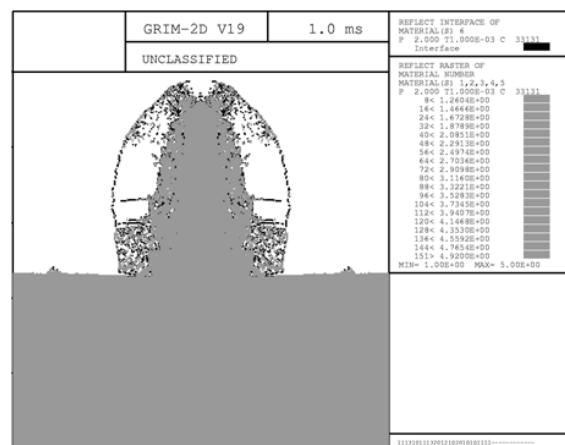 GRIM-2D V19
1.0 ms
UNCLASSIFIED
REFLECT INTERFACE OF
MATERIAL(S) 6
P 2.000 T1.000E-03 C 33131
Interface
REFLECT RASTER OF
MATERIAL NUMBER
MATERIAL(S) 1,2,3,4,5
P 2.000 T1.000E-03 C 33131
8< 1.2604E+00
16< 1.4666E+00
24< 1.6728E+00
32< 1.8789E+00
40< 2.0851E+00
48< 2.2913E+00
56< 2.4974E+00
64< 2.7036E+00
72< 2.9098E+00
80< 3.1160E+00
88< 3.3221E+00
96< 3.5283E+00
104< 3.7345E+00
112< 3.9407E+00
120< 4.1468E+00
128< 4.3530E+00
136< 4.5592E+00
144< 4.7654E+00
151> 4.9200E+00
MIN= 1.00E+00 MAX= 5.00E+00